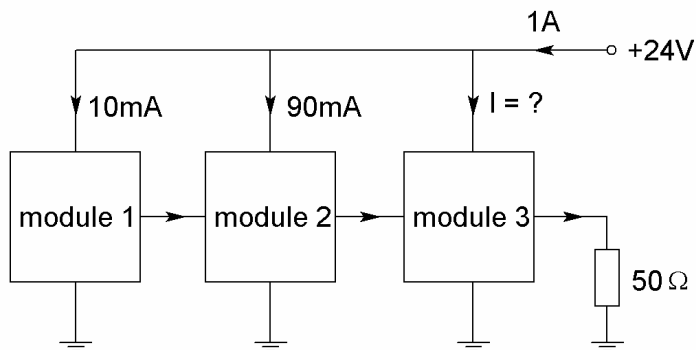 1A
+24V
10mA
90mA
I = ?
module 1
module 2
module 3
50 Ω